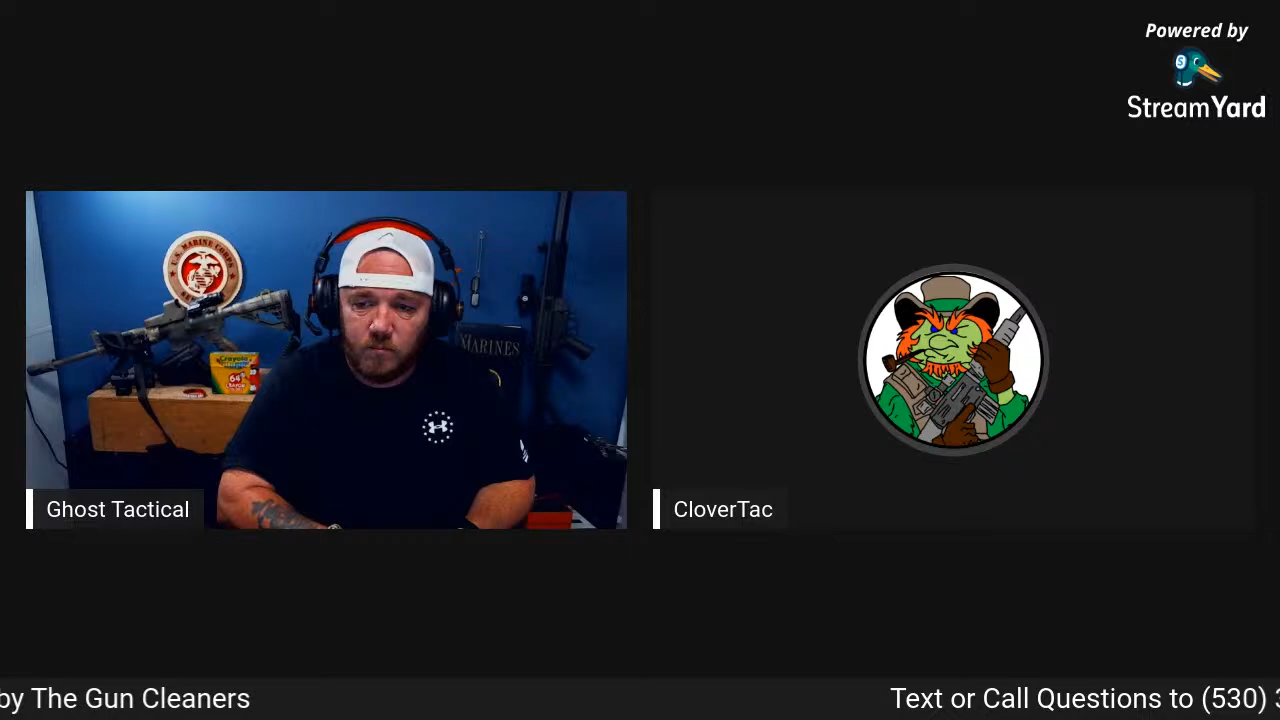 Powered by
StreamYard
U.S. MARINE CORPS
Crayola
64
MARINES
Ghost Tactical
CloverTac
by The Gun Cleaners
Text or Call Questions to (530)